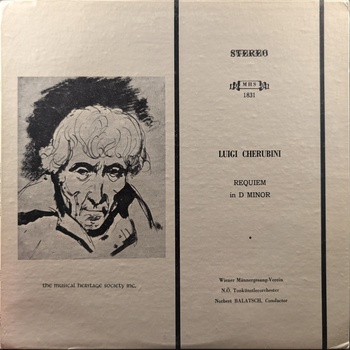 STEREO
MHS
1831
LUIGI CHERUBINI
REQUIEM
in D MINOR
the musical heritage society inc.
Wiener Männergesang-Verein
N.Ö. Tonkünstlerorchester
Norbert BALATSCH, Conductor